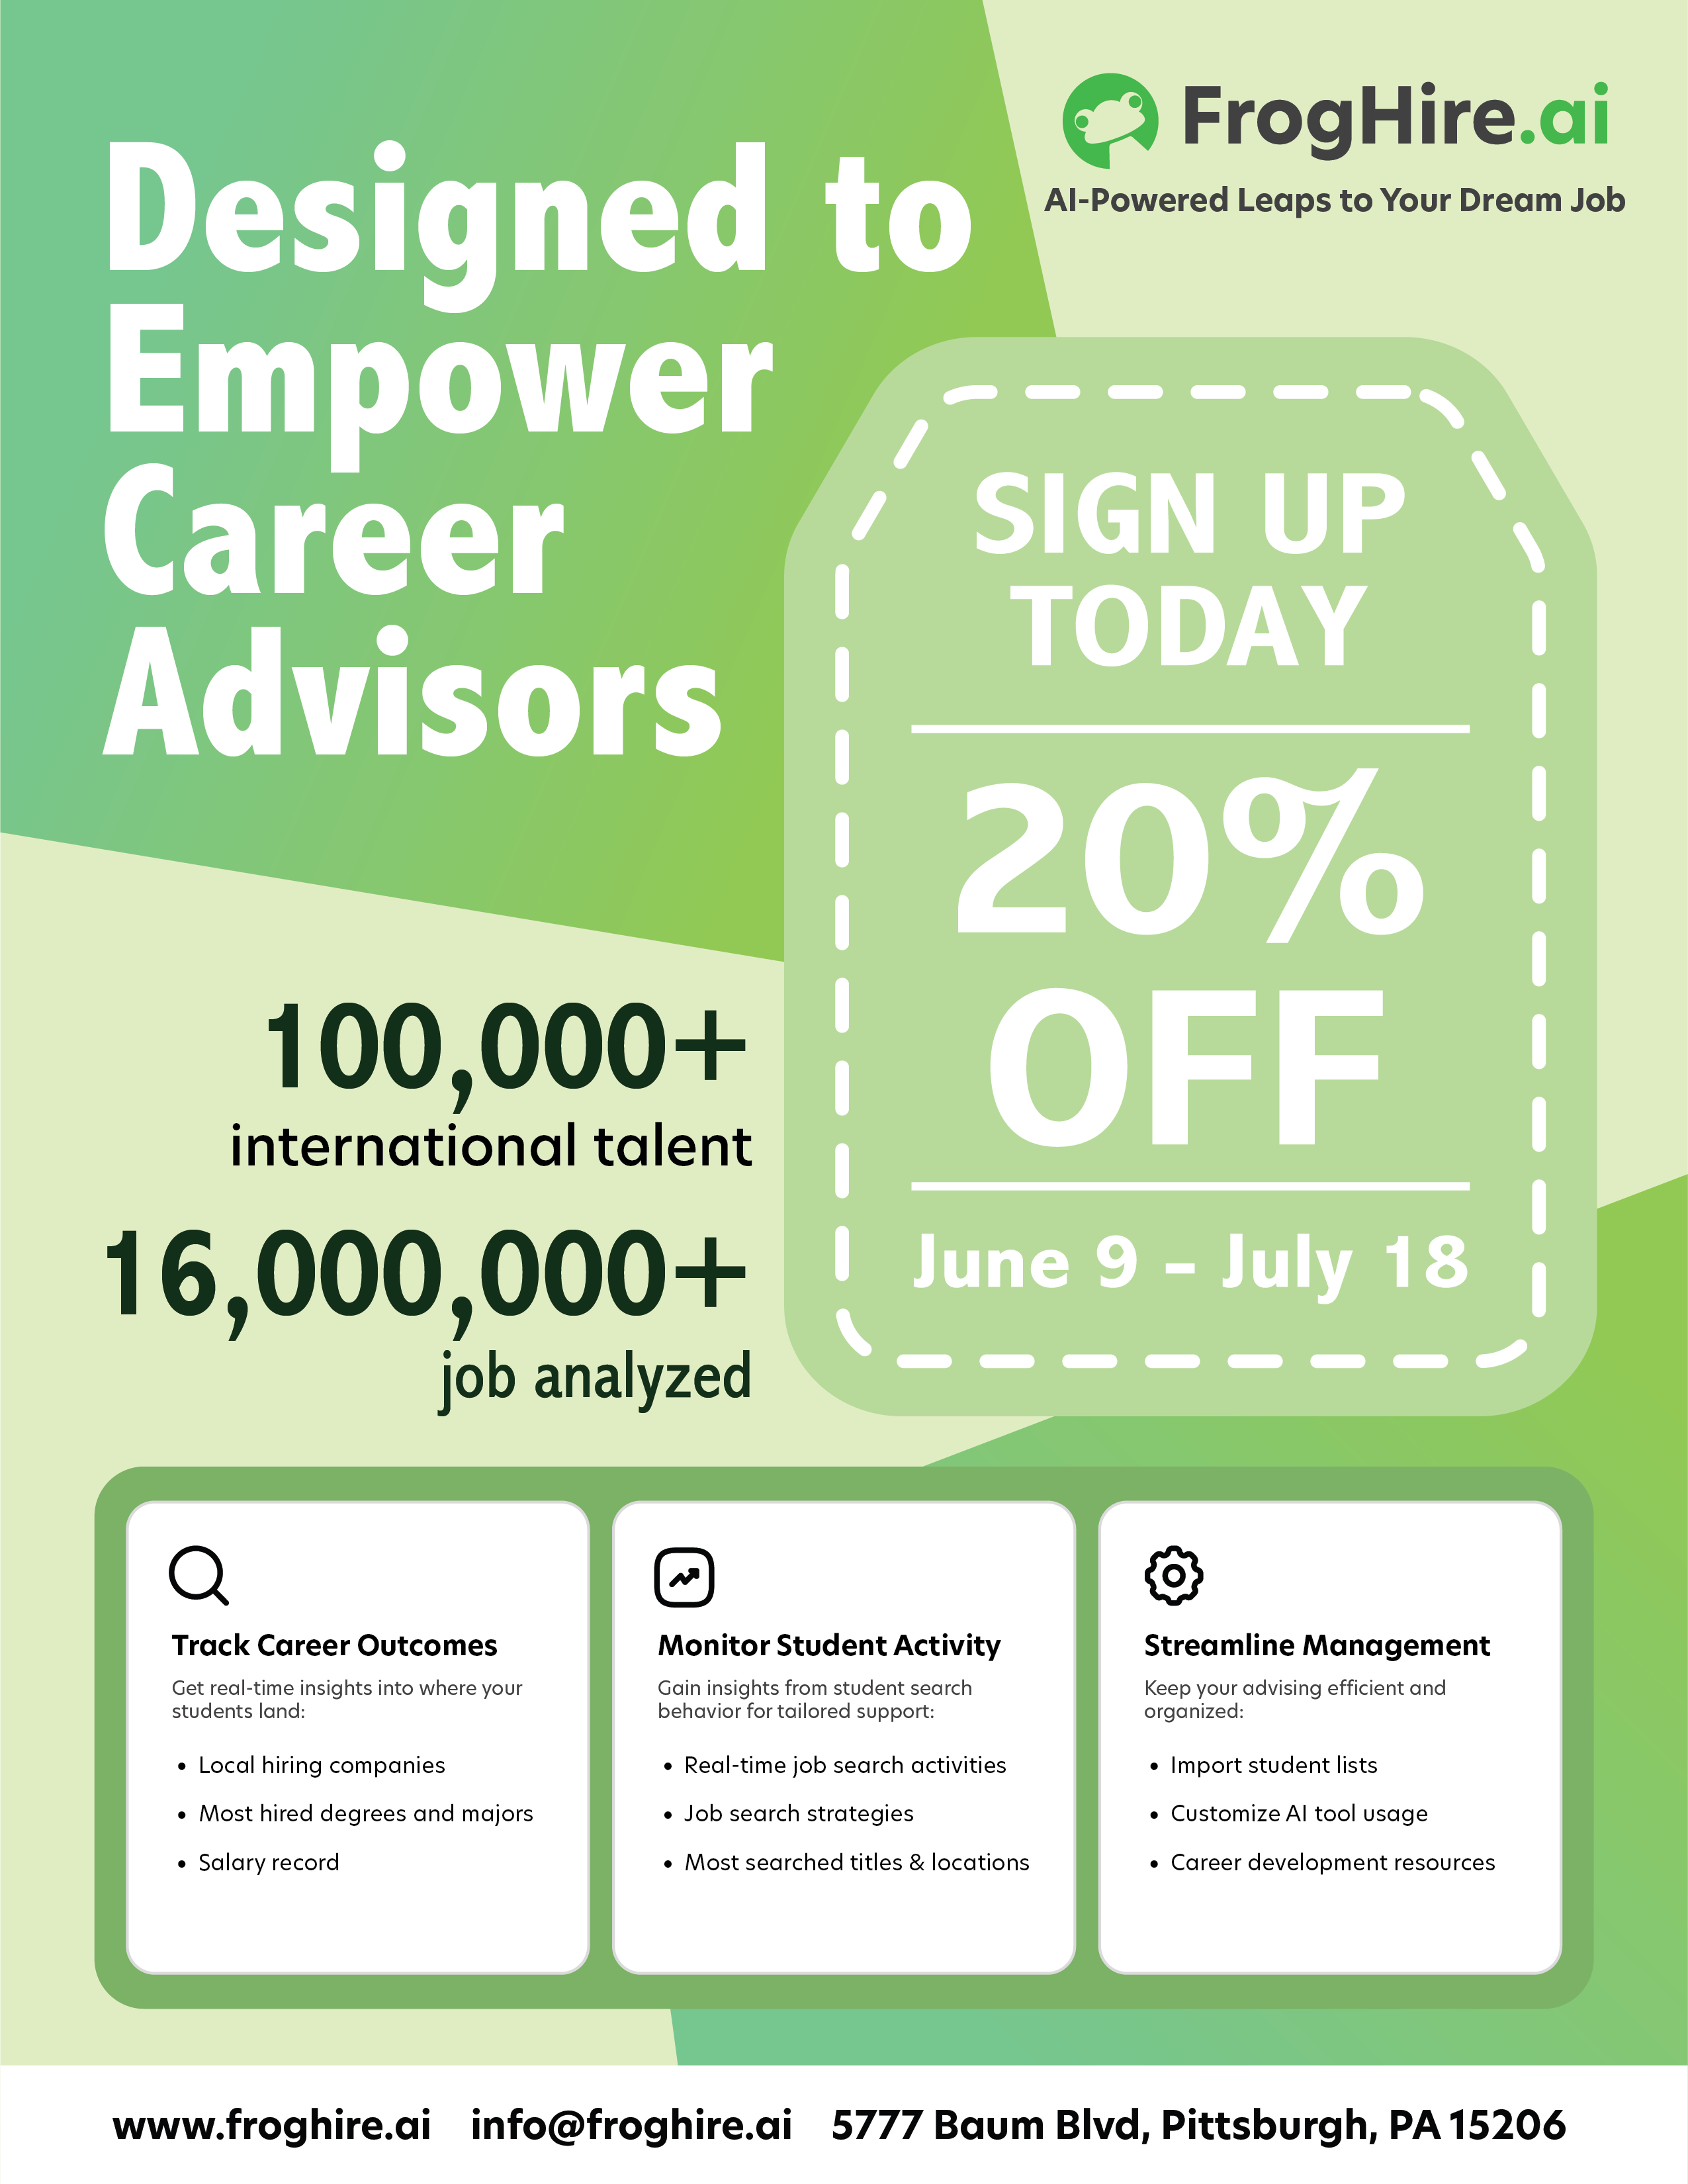 FrogHire.ai
AI-Powered Leaps to Your Dream Job
Designed to
Empower
Career
Advisors
SIGN UP
TODAY
20%
OFF
June 9 – July 18
100,000+
international talent
16,000,000+
job analyzed
Track Career Outcomes
Get real-time insights into where your
students land:
• Local hiring companies
• Most hired degrees and majors
• Salary record
Monitor Student Activity
Gain insights from student search
behavior for tailored support:
• Real-time job search activities
• Job search strategies
• Most searched titles & locations
Streamline Management
Keep your advising efficient and
organized:
• Import student lists
• Customize AI tool usage
• Career development resources
www.froghire.ai info@froghire.ai 5777 Baum Blvd, Pittsburgh, PA 15206